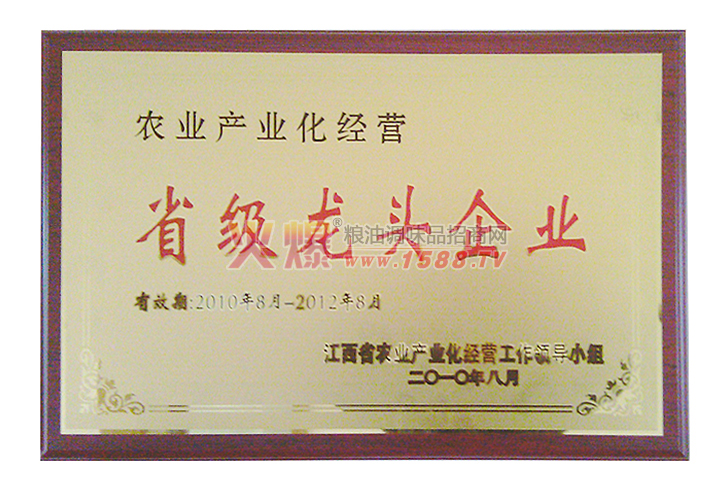 农业产业化经营
省级龙头企业
火爆®粮油调味品招商网
www.1588.TV
有效期:2010年8月-2012年8月
江西省农业产业化经营工作领导小组
二〇一〇年八月